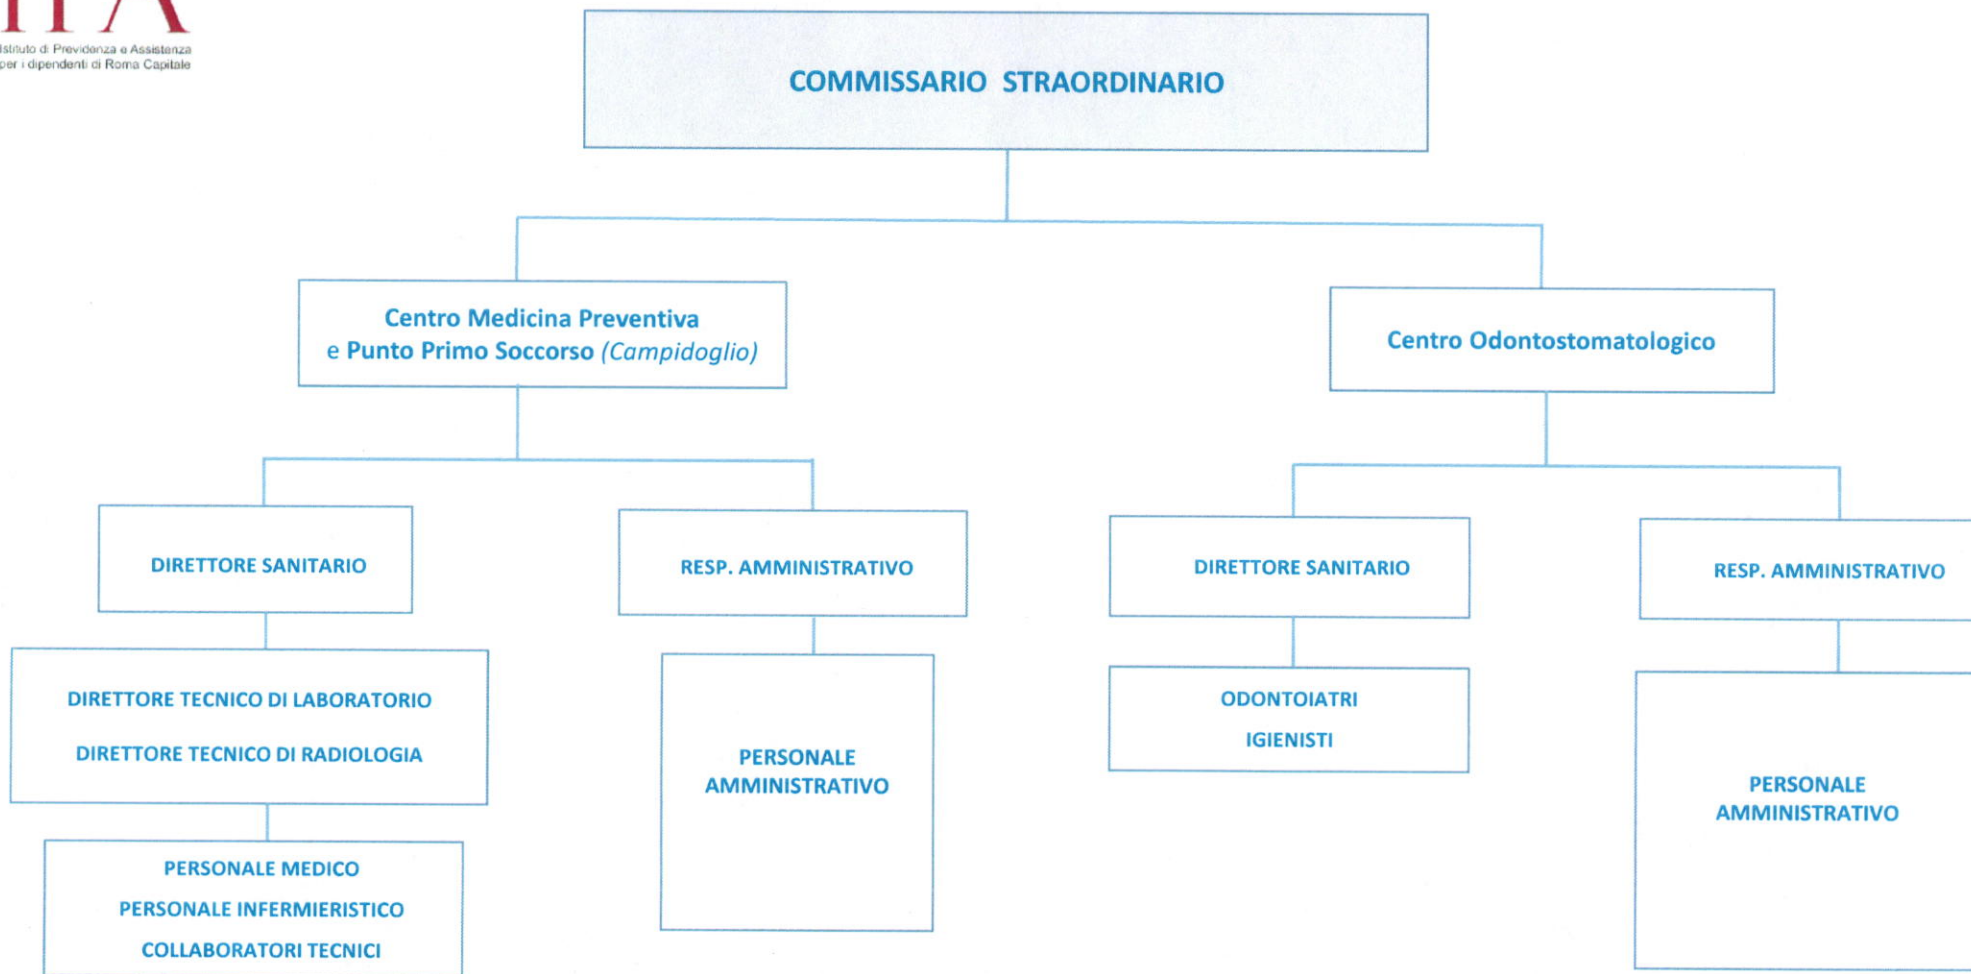 Istituto di Previdenza e Assistenza
per i dipendenti di Roma Capitale
COMMISSARIO STRAORDINARIO
Centro Medicina Preventiva
e Punto Primo Soccorso (Campidoglio)
Centro Odontostomatologico
DIRETTORE SANITARIO
RESP. AMMINISTRATIVO
DIRETTORE SANITARIO
RESP. AMMINISTRATIVO
DIRETTORE TECNICO DI LABORATORIO
DIRETTORE TECNICO DI RADIOLOGIA
PERSONALE
AMMINISTRATIVO
ODONTOIATRI
IGIENISTI
PERSONALE
AMMINISTRATIVO
PERSONALE MEDICO
PERSONALE INFERMIERISTICO
COLLABORATORI TECNICI